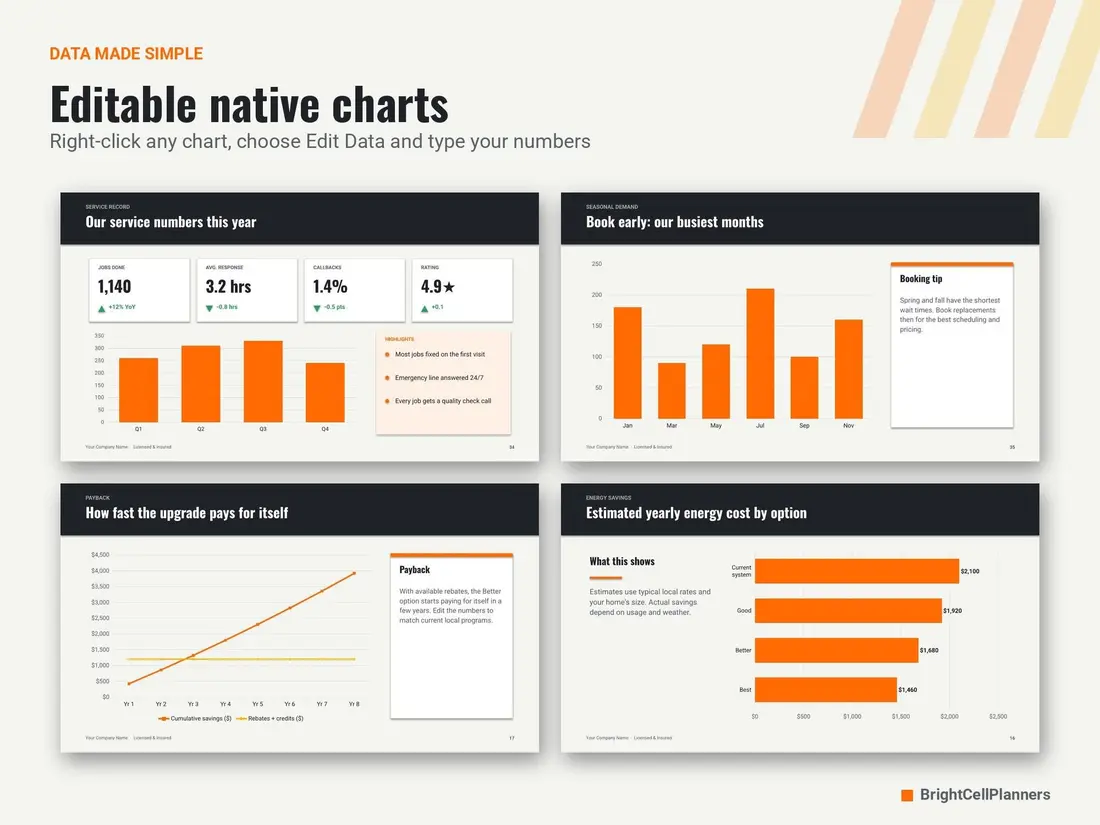 DATA MADE SIMPLE
Editable native charts
Right-click any chart, choose Edit Data and type your numbers
SERVICE RECORD
Our service numbers this year
JOBS DONE
1,140
+12% YoY
AVG. RESPONSE
3.2 hrs
-0.8 hrs
CALLBACKS
1.4%
-0.5 pts
RATING
4.9★
+0.1
350
300
250
200
150
100
50
0
Q1
Q2
Q3
Q4
HIGHLIGHTS
Most jobs fixed on the first visit
Emergency line answered 24/7
Every job gets a quality check call
Your Company Name · Licensed & Insured
34
SEASONAL DEMAND
Book early: our busiest months
250
200
150
100
50
0
Jan
Mar
May
Jul
Sep
Nov
Booking tip
Spring and fall have the shortest
wait times. Book replacements
then for the best scheduling and
pricing.
Your Company Name · Licensed & Insured
35
PAYBACK
How fast the upgrade pays for itself
$4,500
$4,000
$3,500
$3,000
$2,500
$2,000
$1,500
$1,000
$500
$0
Yr 1
Yr 2
Yr 3
Yr 4
Yr 5
Yr 6
Yr 7
Yr 8
Cumulative savings ($)
Rebates + credits ($)
Payback
With available rebates, the Better
option starts paying for itself in a
few years. Edit the numbers to
match current local programs.
Your Company Name · Licensed & Insured
17
ENERGY SAVINGS
Estimated yearly energy cost by option
What this shows
Estimates use typical local rates and
your home's size. Actual savings
depend on usage and weather.
Current
system
$2,100
Good
$1,920
Better
$1,680
Best
$1,460
$0
$500
$1,000
$1,500
$2,000
$2,500
Your Company Name · Licensed & Insured
16
BrightCellPlanners